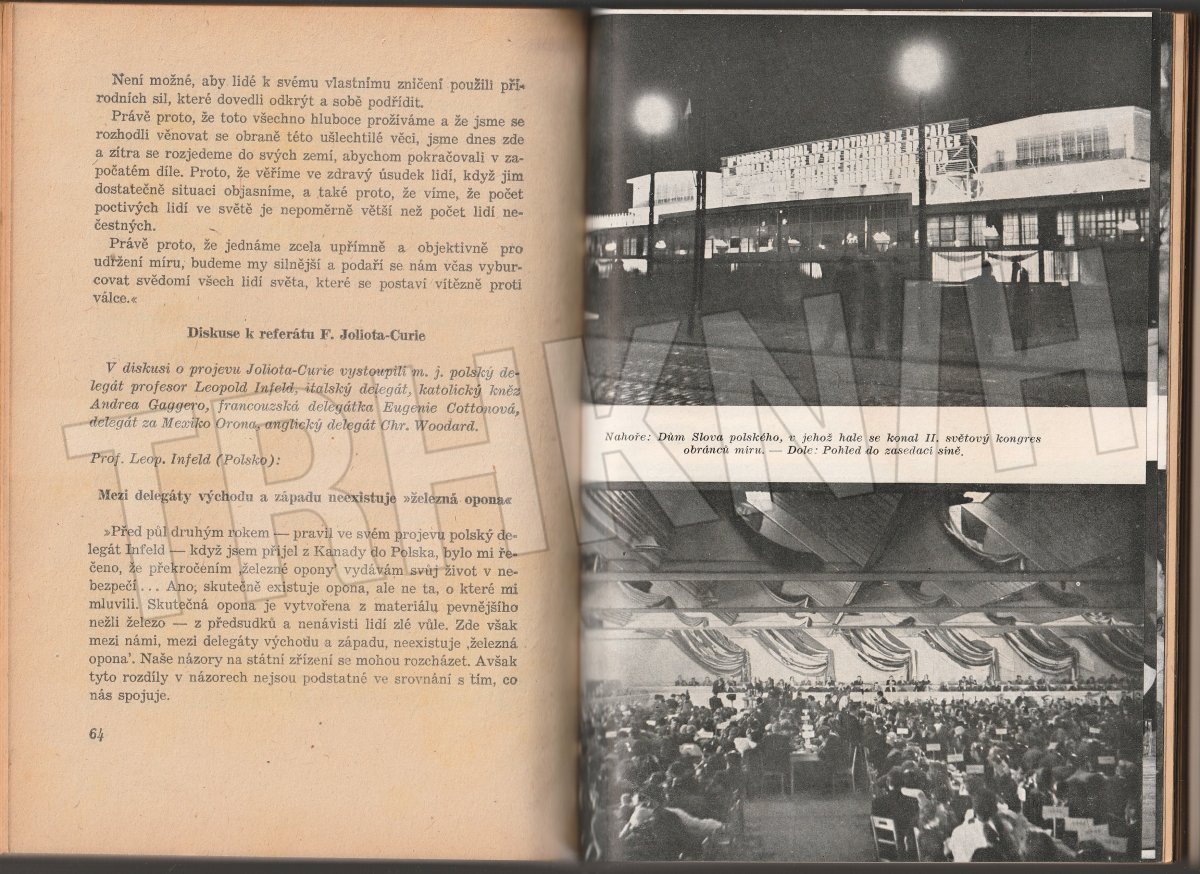 Není možné, aby lidé k svému vlastnímu zničení použili pří-
rodních sil, které dovedli odkrýt a sobě podřídit.
Právě proto, že toto všechno hluboce prožíváme a že jsme se
rozhodli věnovat se obraně této ušlechtilé věci, jsme dnes zde
a zítra se rozjedeme do svých zemí, abychom pokračovali v za-
počatém díle. Proto, že věříme ve zdravý úsudek lidí, když jim
dostatečně situaci objasníme, a také proto, že víme, že počet
poctivých lidí ve světě je nepoměrně větší než počet lidí ne-
čestných.
Právě proto, že jednáme zcela upřímně a objektivně pro
udržení míru, budeme my silnější a podaří se nám včas vybur-
covat svědomí všech lidí světa, které se postaví vítězně proti
válce.«
Diskuse k referátu F. Joliota-Curie
V diskusi o projevu Joliota-Curie vystoupili m. j. polský de-
legát profesor Leopold Infeld, italský delegát, katolický kněz
Andrea Gaggero, francouzská delegátka Eugenie Cottonová,
delegát za Mexiko Orona, anglický delegát Chr. Woodard.
Prof. Leop. Infeld (Polsko):
Mezi delegáty východu a západu neexistuje »železná opona«
»Před půl druhým rokem — pravil ve svém projevu polský de-
legát Infeld — když jsem přijel z Kanady do Polska, bylo mi ře-
čeno, že překročením ‚železné opony’ vydávám svůj život v ne-
bezpečí... Ano, skutečně existuje opona, ale ne ta, o které mi
mluvili. Skutečná opona je vytvořena z materiálu pevnějšího
nežli železo — z předsudků a nenávisti lidí zlé vůle. Zde však
mezi námi, mezi delegáty východu a západu, neexistuje ‚železná
opona’. Naše názory na státní zřízení se mohou rozcházet. Avšak
tyto rozdíly v názorech nejsou podstatné ve srovnání s tím, co
nás spojuje.
64
DES PARTISANS DE LA PAIX
Nahoře: Dům Slova polského, v jehož hale se konal II. světový kongres
obránců míru. — Dole: Pohled do zasedací síně.
TRHKNIH